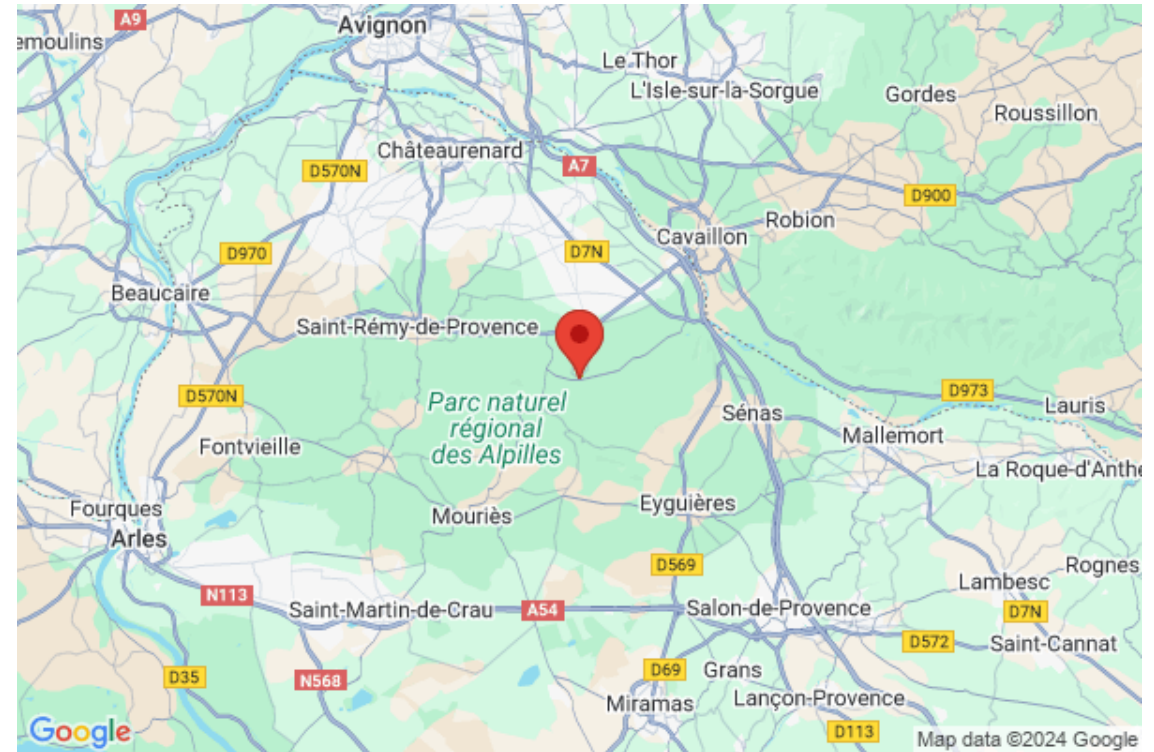 A9
Avignon
emoulins
Le Thor
L'Isle-sur-la-Sorgue
Gordes
Roussillon
Châteaurenard
A7
D570N
D900
Robion
Cavaillon
D970
D7N
Beaucaire
Saint-Rémy-de-Provence
D570N
Parc naturel
régional
des Alpilles
D973
Sénas
Lauris
Mallemort
Fontvieille
La Roque-d'Anthe
Eyguières
Fourques
Mouriès
Arles
D569
Rognes
N113
Lambesc
Saint-Martin-de-Crau
A54
Salon-de-Provence
D7N
D572
Saint-Cannat
D35
N568
D69
Grans
Miramas
Lançon-Provence
D113
Google
Map data ©2024 Google